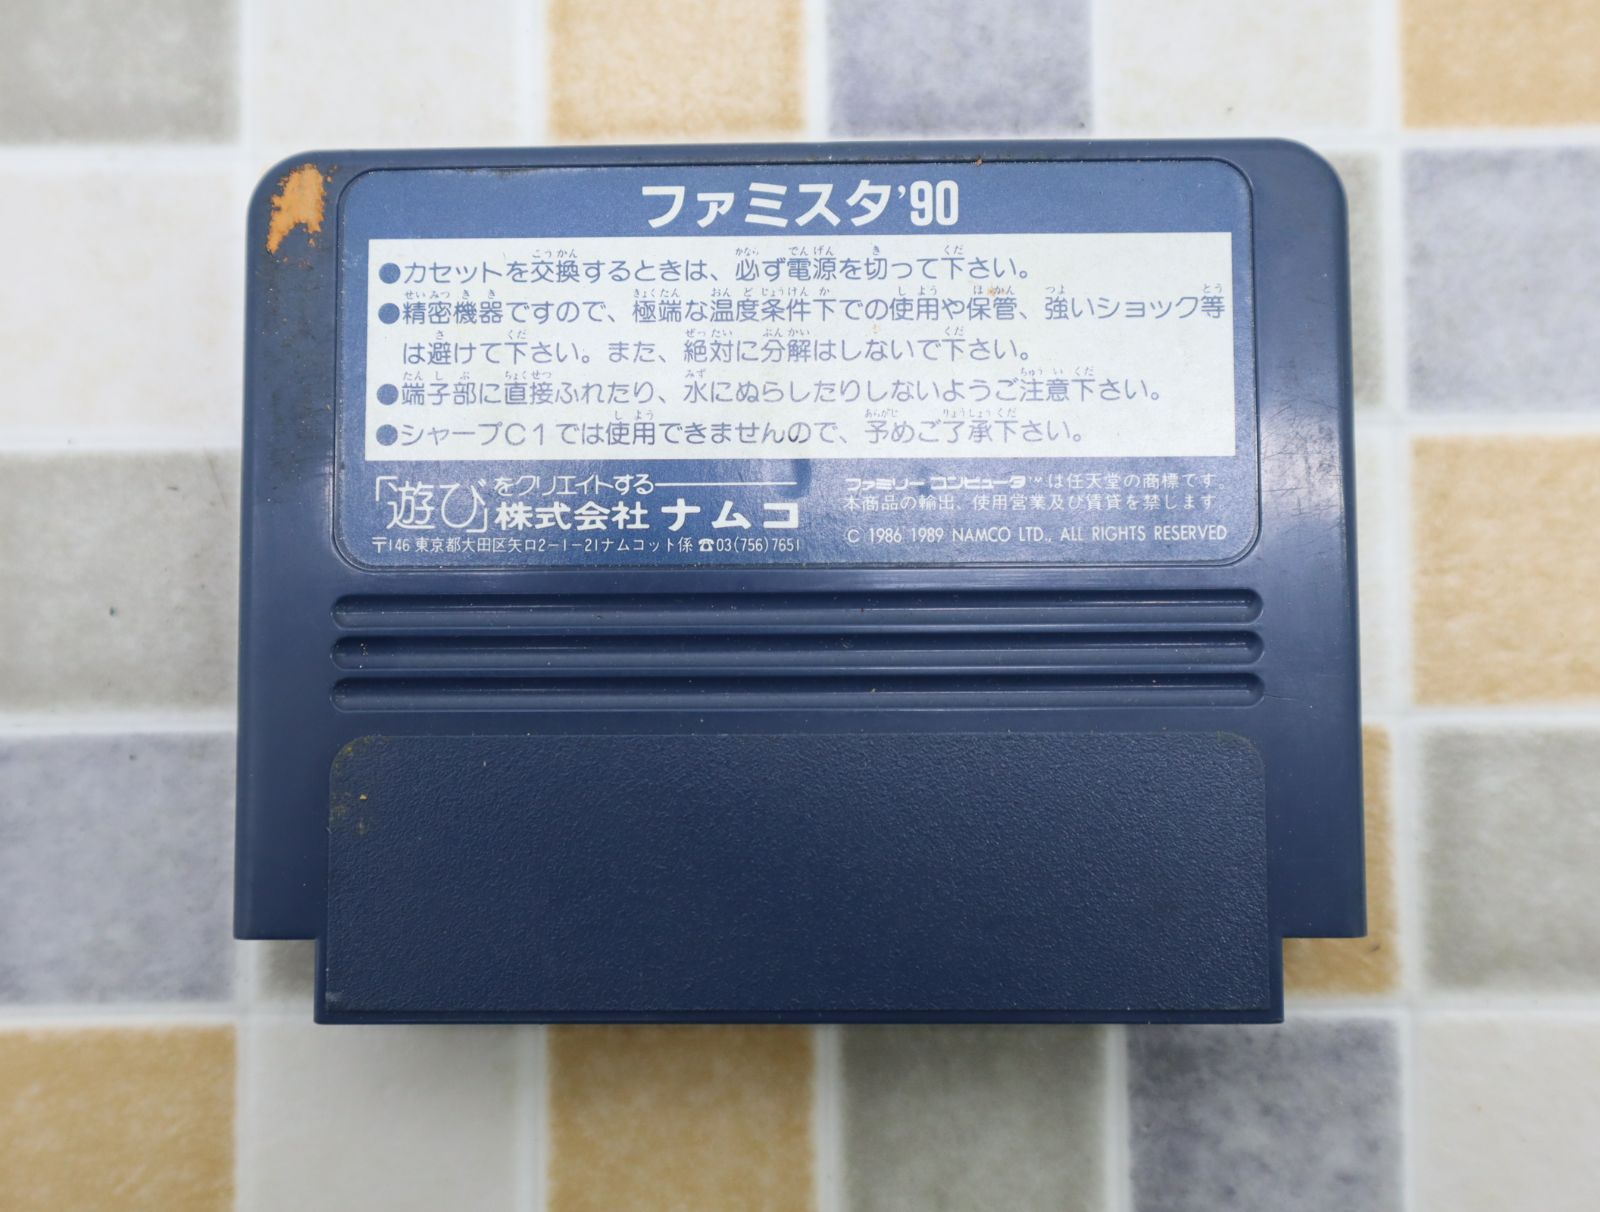 ファミスタ'90
●カセットを交換するときは、必ず電源を切って下さい。
●精密機器ですので、極端な温度条件下での使用や保管、強いショック等
は避けて下さい。また、絶対に分解はしないで下さい。
●端子部に直接ふれたり、水にぬらしたりしないようご注意下さい。
●シャープC1では使用できませんので、予めご了承下さい。
「遊び」をクリエイトする――
株式会社ナムコ
〒146 東京都大田区矢口2-1-21ナムコット係 ☎03(756)7651
ファミリーコンピュータ™は任天堂の商標です。
本商品の輸出、使用営業及び賃貸を禁じます。
© 1986 1989 NAMCO LTD., ALL RIGHTS RESERVED